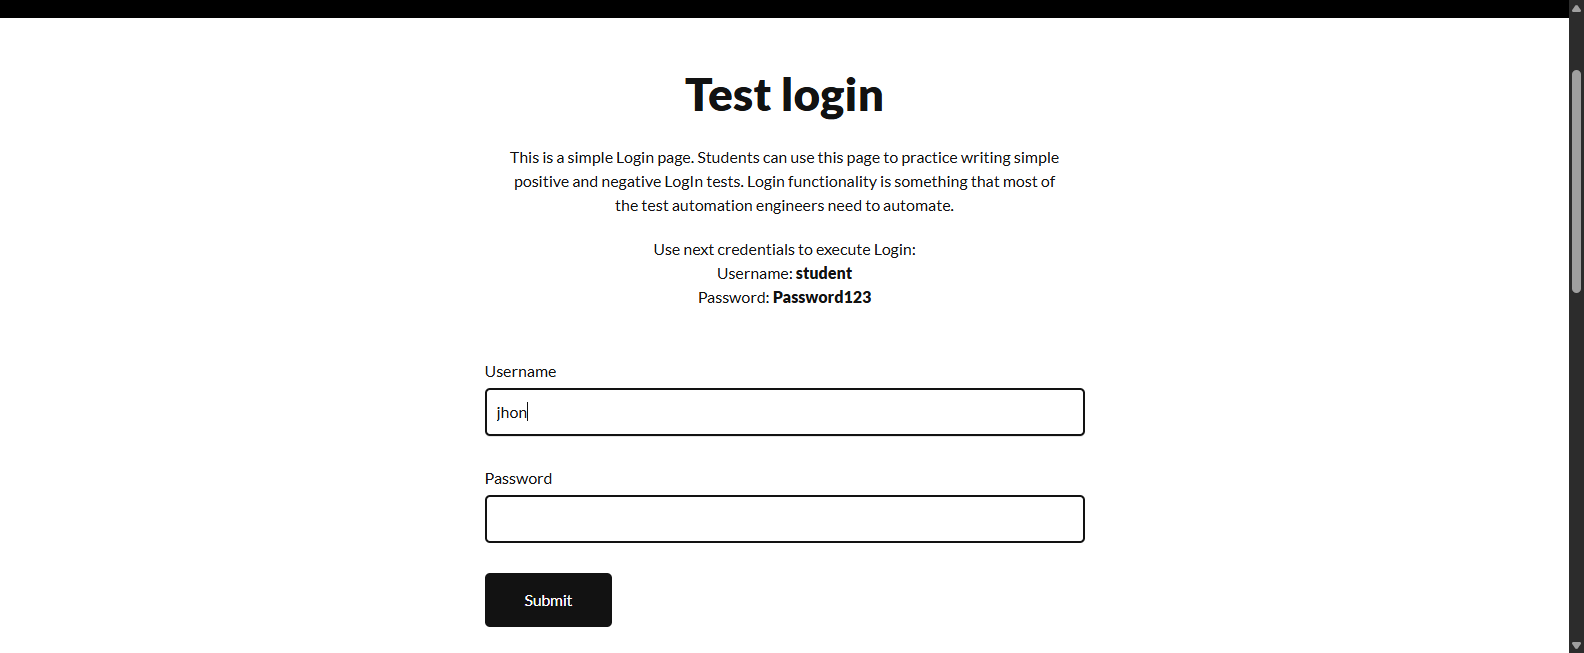 Test login
This is a simple Login page. Students can use this page to practice writing simple
positive and negative LogIn tests. Login functionality is something that most of
the test automation engineers need to automate.
Use next credentials to execute Login:
Username: student
Password: Password123
Username
jhon
Password
Submit